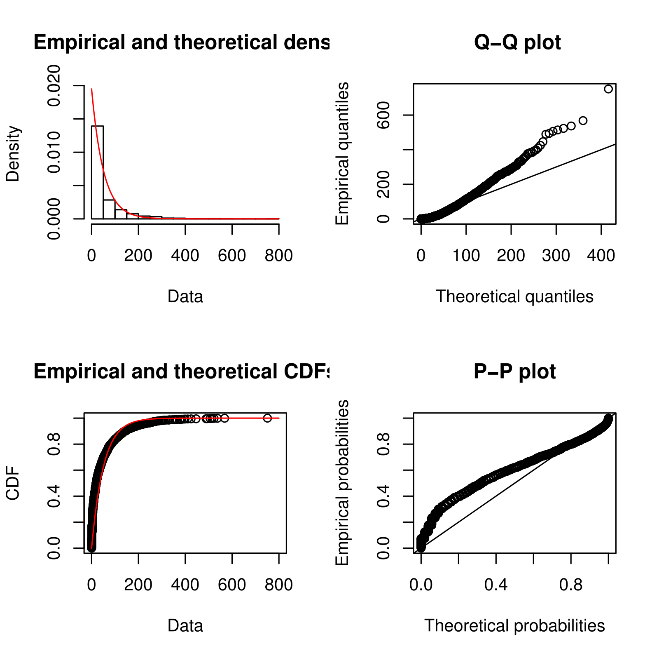 Empirical and theoretical dens
Density
0.000
0.010
0.020
0
200
400
600
800
Data
Q−Q plot
Empirical quantiles
0
200
600
0
100
200
300
400
Theoretical quantiles
Empirical and theoretical CDFs
CDF
0.0
0.4
0.8
0
200
400
600
800
Data
P−P plot
Empirical probabilities
0.0
0.4
0.8
0.0
0.4
0.8
Theoretical probabilities